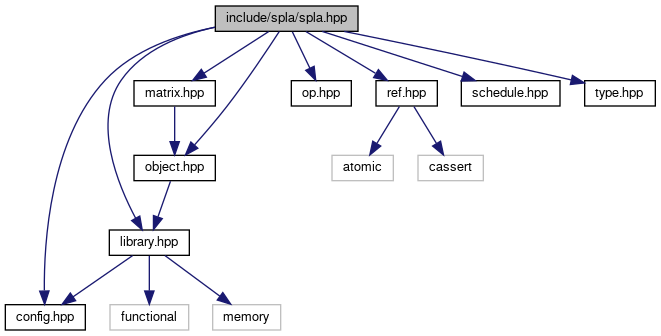 include/spla/spla.hpp
matrix.hpp
op.hpp
ref.hpp
schedule.hpp
type.hpp
object.hpp
atomic
cassert
library.hpp
config.hpp
functional
memory